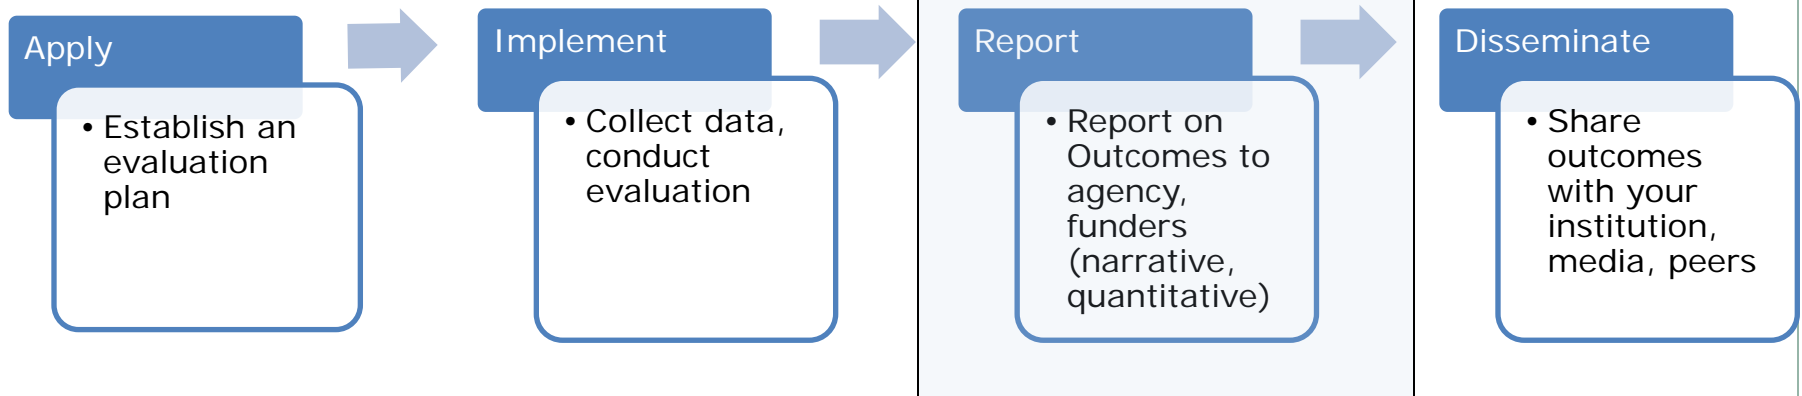 Apply
• Establish an
evaluation
plan
Implement
• Collect data,
conduct
evaluation
Report
• Report on
Outcomes to
agency,
funders
(narrative,
quantitative)
Disseminate
• Share
outcomes
with your
institution,
media, peers